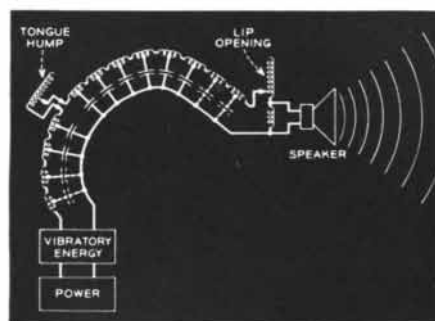 TONGUE
HUMP
LIP
OPENING
SPEAKER
VIBRATORY
ENERGY
POWER